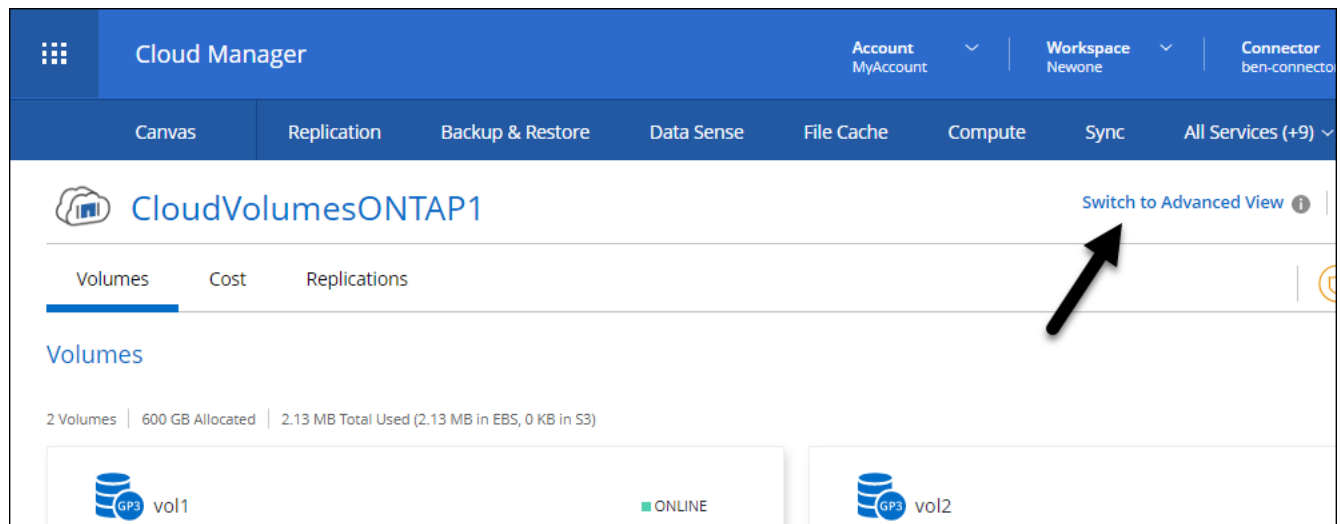 Cloud Manager
Account
MyAccount
Workspace
Newone
Connector
Canvas
Replication
Backup & Restore
Data Sense
File Cache
Compute
Sync
All Services (+9)
CloudVolumesONTAP1
Switch to Advanced View
Volumes
Cost
Replications
Volumes
2 Volumes | 600 GB Allocated | 2.13 MB Total Used (2.13 MB in EBS, 0 KB in S3)
GP3 vol1
ONLINE
GP3 vol2